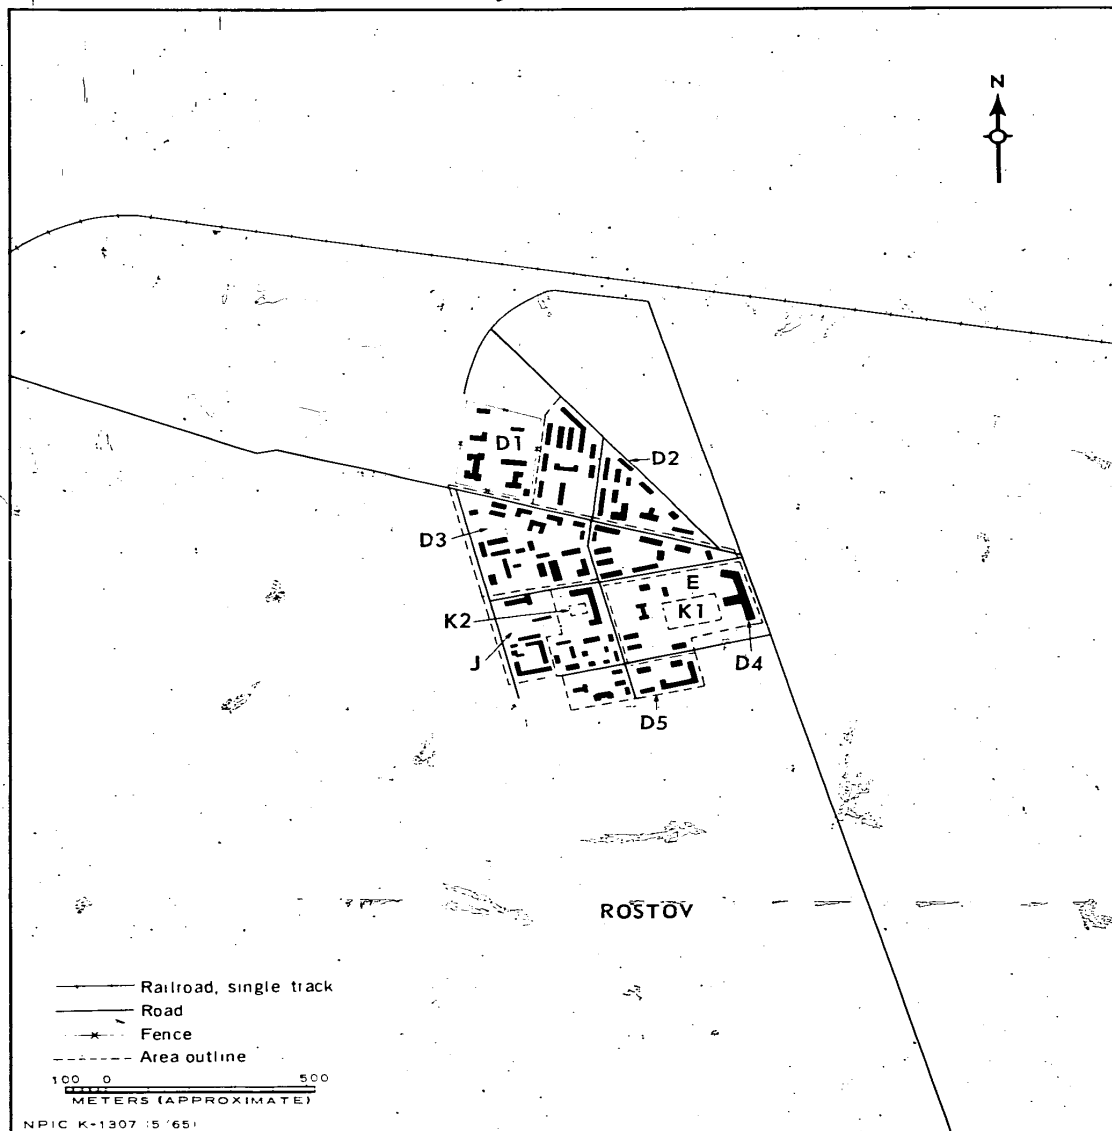 N
D1
D2
D3
E
K2
K1
J
D4
D5
ROSTOV
Railroad, single track
Road
Fence
Area outline
100 0 500
METERS (APPROXIMATE)
NPIC K-1307 (5/65)